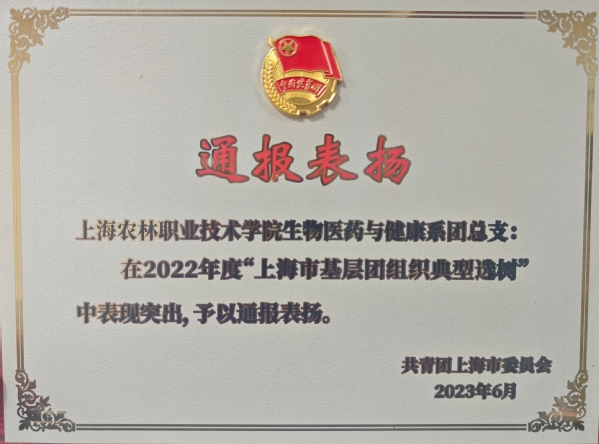 中国共青团
通报表扬
上海农林职业技术学院生物医药与健康系团总支：
在2022年度“上海市基层团组织典型选树”
中表现突出，予以通报表扬。
共青团上海市委员会
2023年6月